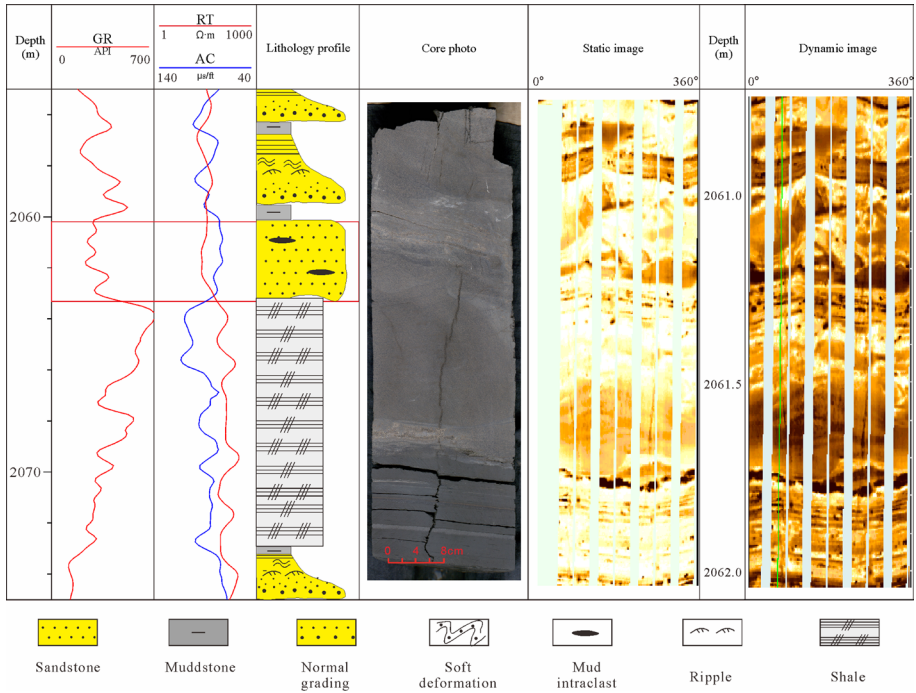 Depth
(m)
GR
API
0 700
RT
1 Ω·m 1000
AC
140 μs/ft 40
Lithology profile
Core photo
Static image
0° 360°
Depth
(m)
Dynamic image
0° 360°
2060
2070
0 4 8cm
2061.0
2061.5
2062.0
Sandstone
Muddstone
Normal
grading
Soft
deformation
Mud
intraclast
Ripple
Shale